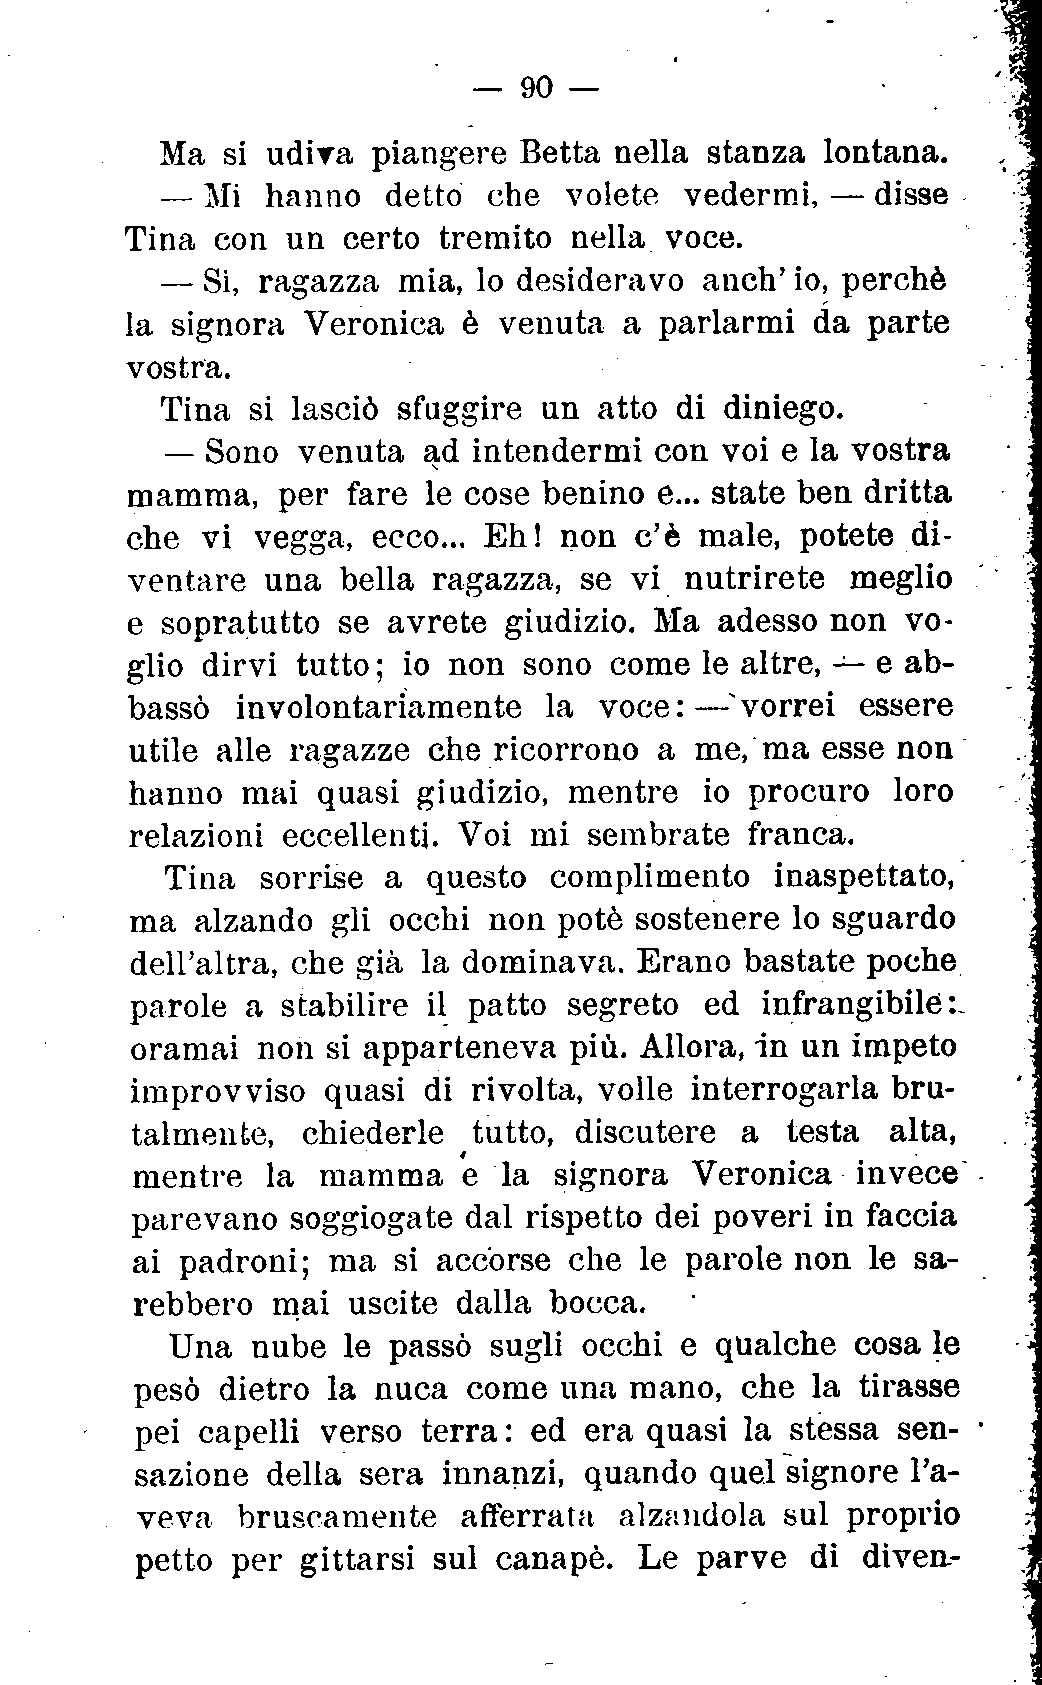 — 90 —
Ma si udiva piangere Betta nella stanza lontana.
— Mi hanno detto che volete vedermi, — disse
Tina con un certo tremito nella voce.
— Sì, ragazza mia, lo desideravo anch' io, perchè
la signora Veronica è venuta a parlarmi da parte
vostra.
Tina si lasciò sfuggire un atto di diniego.
— Sono venuta ad intendermi con voi e la vostra
mamma, per fare le cose benino e... state ben dritta
che vi vegga, ecco... Eh! non c'è male, potete di-
ventare una bella ragazza, se vi nutrirete meglio
e sopratutto se avrete giudizio. Ma adesso non vo-
glio dirvi tutto; io non sono come le altre, — e ab-
bassò involontariamente la voce: — vorrei essere
utile alle ragazze che ricorrono a me, ma esse non
hanno mai quasi giudizio, mentre io procuro loro
relazioni eccellenti. Voi mi sembrate franca.
Tina sorrise a questo complimento inaspettato,
ma alzando gli occhi non potè sostenere lo sguardo
dell'altra, che già la dominava. Erano bastate poche
parole a stabilire il patto segreto ed infrangibile:
oramai non si apparteneva più. Allora, in un impeto
improvviso quasi di rivolta, volle interrogarla bru-
talmente, chiederle tutto, discutere a testa alta,
mentre la mamma e la signora Veronica invece
parevano soggiogate dal rispetto dei poveri in faccia
ai padroni; ma si accorse che le parole non le sa-
rebbero mai uscite dalla bocca.
Una nube le passò sugli occhi e qualche cosa le
pesò dietro la nuca come una mano, che la tirasse
pei capelli verso terra: ed era quasi la stessa sen-
sazione della sera innanzi, quando quel signore l'a-
veva bruscamente afferrata alzandola sul proprio
petto per gittarsi sul canapè. Le parve di diven-